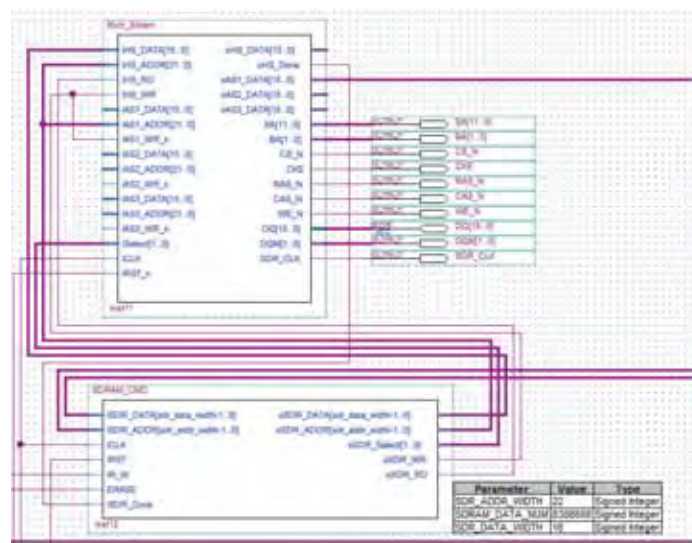 iHS_DATA[15..0] oHS_DATA[15..0]
iHS_ADDR[21..0] oHS_Done
iHS_RD oAS1_DATA[15..0]
iHS_WR oAS2_DATA[15..0]
iAS1_DATA[15..0] oAS3_DATA[15..0]
iAS1_ADDR[21..0] SA[11..0]
iAS1_WR_n BA[1..0]
iAS2_DATA[15..0] CS_N
iAS2_ADDR[21..0] CKE
iAS2_WR_n RAS_N
iAS3_DATA[15..0] CAS_N
iAS3_ADDR[21..0] WE_N
iAS3_WR_n DQ[15..0]
iSelect[1..0] DQM[1..0]
iCLK SDR_CLK
iRST_n
OUTPUT SA[11..0]
OUTPUT BA[1..0]
OUTPUT CS_N
OUTPUT CKE
OUTPUT RAS_N
OUTPUT CAS_N
OUTPUT WE_N
DQ[15..0]
OUTPUT DQM[1..0]
OUTPUT SDR_CLK
inst11
SDRAM_CMD
iSDR_DATA[sdr_data_width-1..0] oSDR_DATA[sdr_data_width-1..0]
iSDR_ADDR[sdr_addr_width-1..0] oSDR_ADDR[sdr_addr_width-1..0]
iCLK oSDR_Select[1..0]
iRST oSDR_WR
oSDR_RD
ERASE
iSDR_Done
inst12
Parameter Value Type
SDR_ADDR_WIDTH 22 Signed Integer
SDRAM_DATA_NUM Signed Integer
SDR_DATA_WIDTH 16 Signed Integer